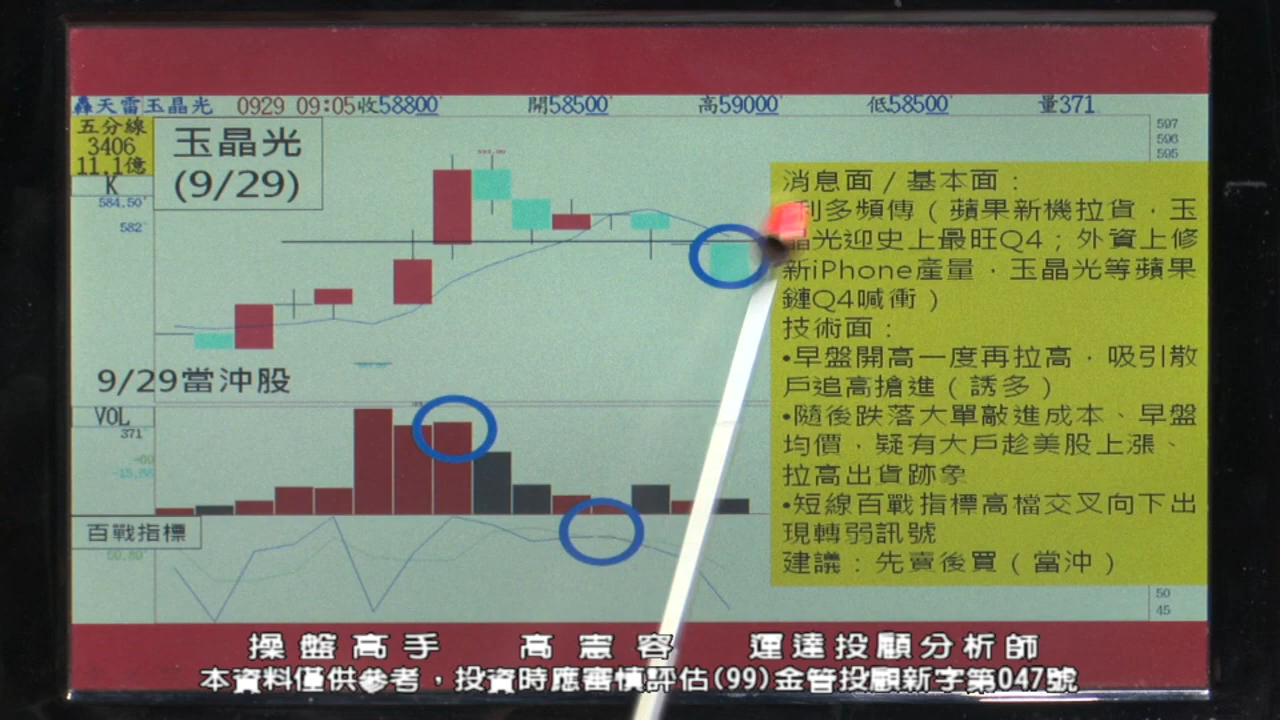 轟天雷玉晶光 0929 09:05收58800 開58500 高59000 低58500 量371
五分線
3406
11.1億
K
584.50
582
玉晶光
(9/29)
597
596
595
9/29當沖股
VOL
371
百戰指標
50
45
消息面/基本面:
利多頻傳(蘋果新機拉貨,玉
晶光迎史上最旺Q4;外資上修
新iPhone產量,玉晶光等蘋果
鏈Q4喊衝)
技術面:
•早盤開高一度再拉高,吸引散
戶追高搶進(誘多)
•隨後跌落大單敲進成本、早盤
均價,疑有大戶趁美股上漲、
拉高出貨跡象
•短線百戰指標高檔交叉向下出
現轉弱訊號
建議:先賣後買(當沖)
操盤高手 高憲容 運達投顧分析師
本資料僅供參考,投資時應審慎評估(99)金管投顧新字第047號